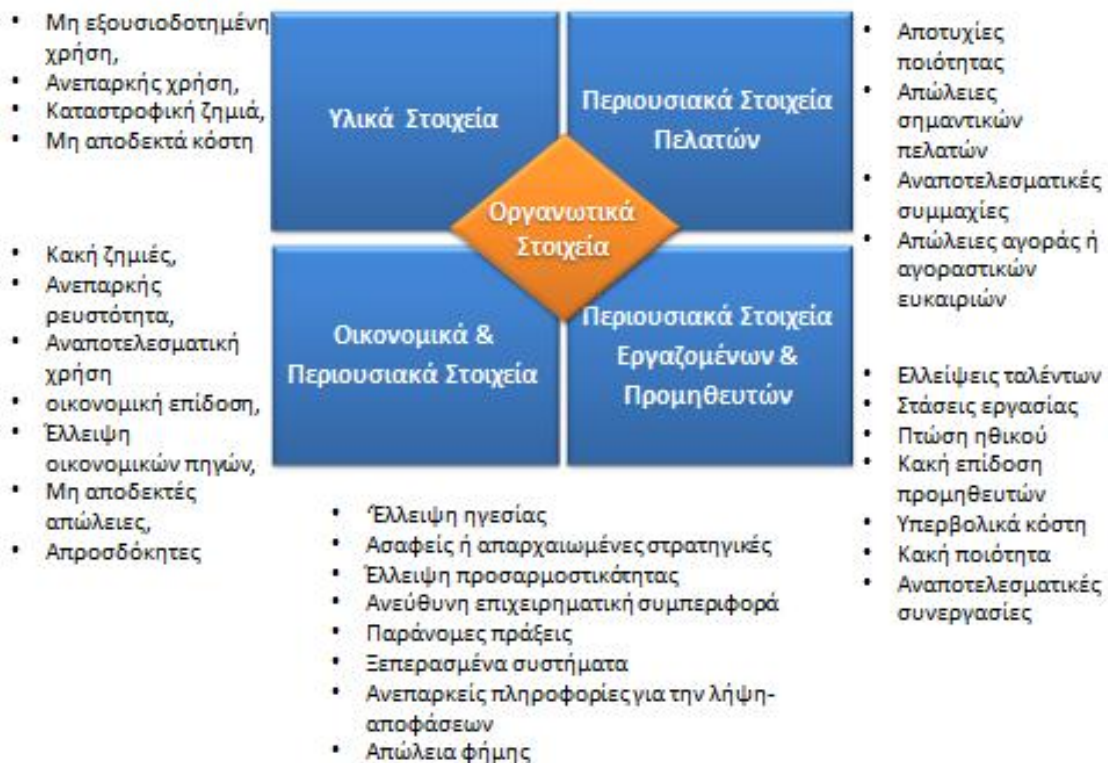 • Μη εξουσιοδοτημένη
χρήση,
• Ανεπαρκής χρήση,
• Καταστροφική ζημιά,
• Μη αποδεκτά κόστη
Υλικά Στοιχεία
Περιουσιακά Στοιχεία
Πελατών
• Αποτυχίες
ποιότητας
• Απώλειες
σημαντικών
πελατών
• Αναποτελεσματικές
συμμαχίες
• Απώλειες αγοράς ή
αγοραστικών
ευκαιριών
Οργανωτικά
Στοιχεία
• Κακή ζημιές,
• Ανεπαρκής
ρευστότητα,
• Αναποτελεσματική
χρήση
• οικονομική επίδοση,
• Έλλειψη
οικονομικών πηγών,
• Μη αποδεκτές
απώλειες,
• Απροσδόκητες
Οικονομικά &
Περιουσιακά Στοιχεία
Περιουσιακά Στοιχεία
Εργαζομένων &
Προμηθευτών
• Ελλείψεις ταλέντων
• Στάσεις εργασίας
• Πτώση ηθικού
• Κακή επίδοση
προμηθευτών
• Υπερβολικά κόστη
• Κακή ποιότητα
• Αναποτελεσματικές
συνεργασίες
• Έλλειψη ηγεσίας
• Ασαφείς ή απαρχαιωμένες στρατηγικές
• Έλλειψη προσαρμοστικότητας
• Ανεύθυνη επιχειρηματική συμπεριφορά
• Παράνομες πράξεις
• Ξεπερασμένα συστήματα
• Ανεπαρκείς πληροφορίες για την λήψη-
αποφάσεων
• Απώλεια φήμης